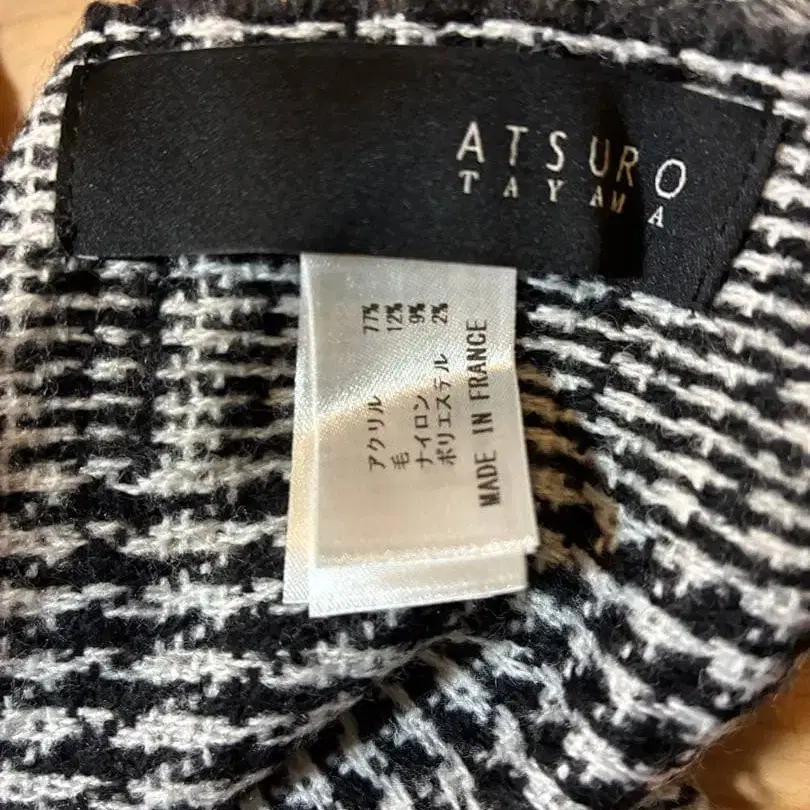 ATSURO
TAYAMA
アクリル 77%
毛 12%
ナイロン 9%
ポリエステル 2%
MADE IN FRANCE